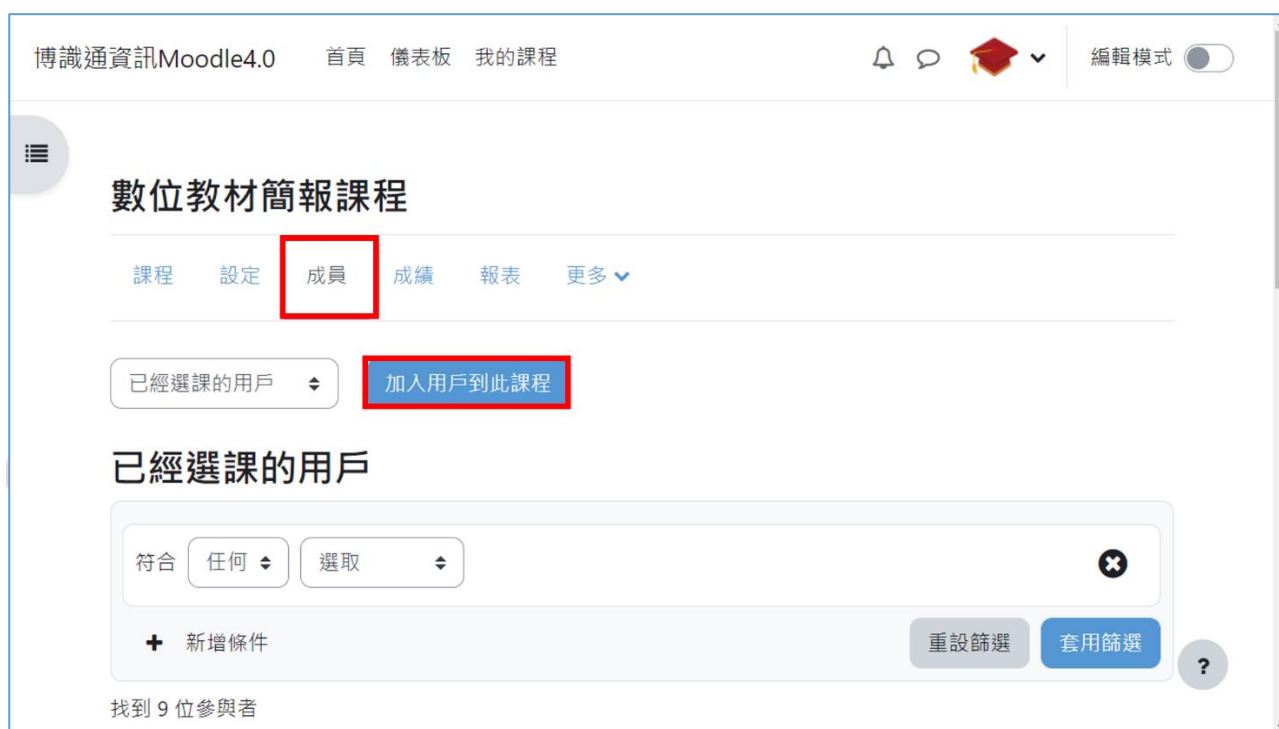 博識通資訊Moodle4.0 首頁 儀表板 我的課程 編輯模式
數位教材簡報課程
課程 設定 成員 成績 報表 更多
已經選課的用戶 加入用戶到此課程
已經選課的用戶
符合 任何 選取
+ 新增條件 重設篩選 套用篩選
?
找到 9 位參與者